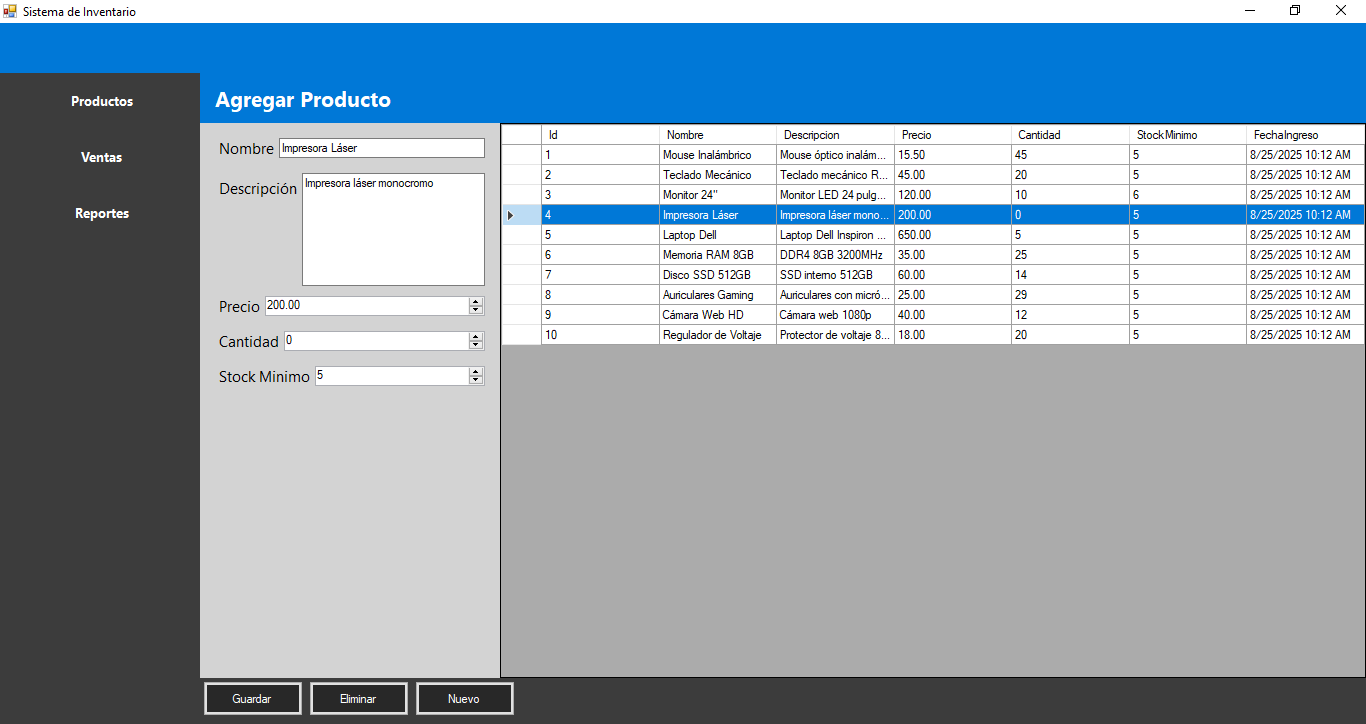 Sistema de Inventario
Productos
Ventas
Reportes
Agregar Producto
Nombre Impresora Láser
Descripción Impresora láser monocromo
Precio 200.00
Cantidad 0
Stock Minimo 5
Id Nombre Descripcion Precio Cantidad StockMinimo FechaIngreso
1 Mouse Inalámbrico Mouse óptico inalám... 15.50 45 5 8/25/2025 10:12 AM
2 Teclado Mecánico Teclado mecánico R... 45.00 20 5 8/25/2025 10:12 AM
3 Monitor 24" Monitor LED 24 pulg... 120.00 10 6 8/25/2025 10:12 AM
4 Impresora Láser Impresora láser mono... 200.00 0 5 8/25/2025 10:12 AM
5 Laptop Dell Laptop Dell Inspiron ... 650.00 5 5 8/25/2025 10:12 AM
6 Memoria RAM 8GB DDR4 8GB 3200MHz 35.00 25 5 8/25/2025 10:12 AM
7 Disco SSD 512GB SSD interno 512GB 60.00 14 5 8/25/2025 10:12 AM
8 Auriculares Gaming Auriculares con micró... 25.00 29 5 8/25/2025 10:12 AM
9 Cámara Web HD Cámara web 1080p 40.00 12 5 8/25/2025 10:12 AM
10 Regulador de Voltaje Protector de voltaje 8... 18.00 20 5 8/25/2025 10:12 AM
Guardar Eliminar Nuevo